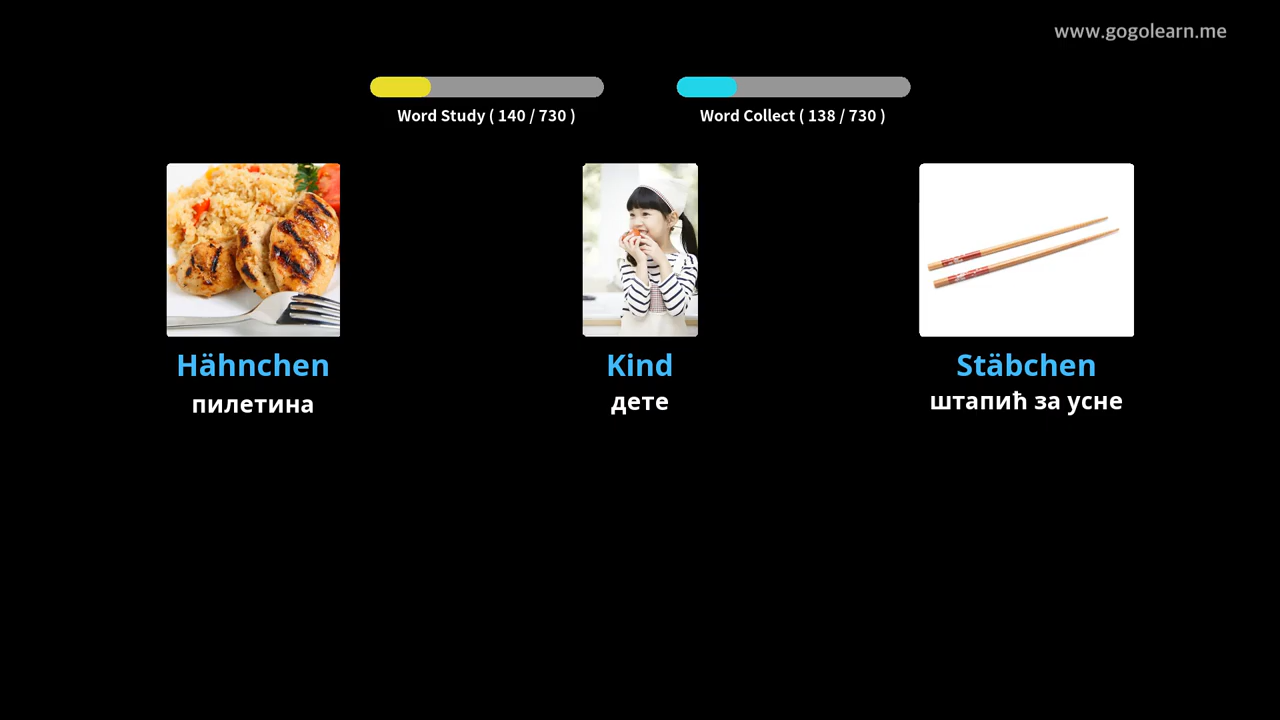 www.gogolearn.me
Word Study ( 140 / 730 )
Word Collect ( 138 / 730 )
Hähnchen
пилетина
Kind
дете
Stäbchen
штапић за усне